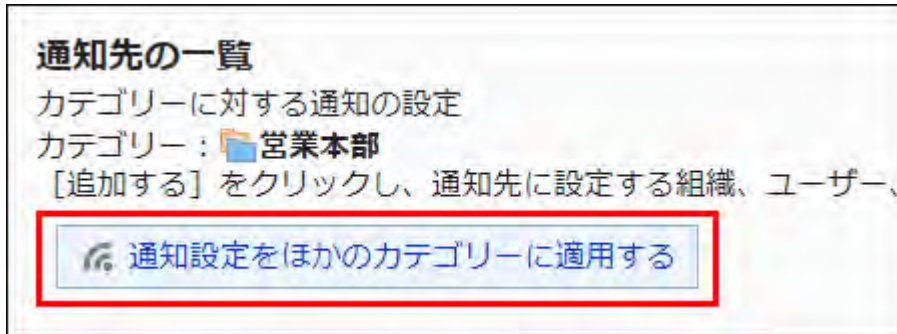 通知先の一覧
カテゴリーに対する通知の設定
カテゴリー：営業本部
［追加する］をクリックし、通知先に設定する組織、ユーザー、
通知設定をほかのカテゴリーに適用する